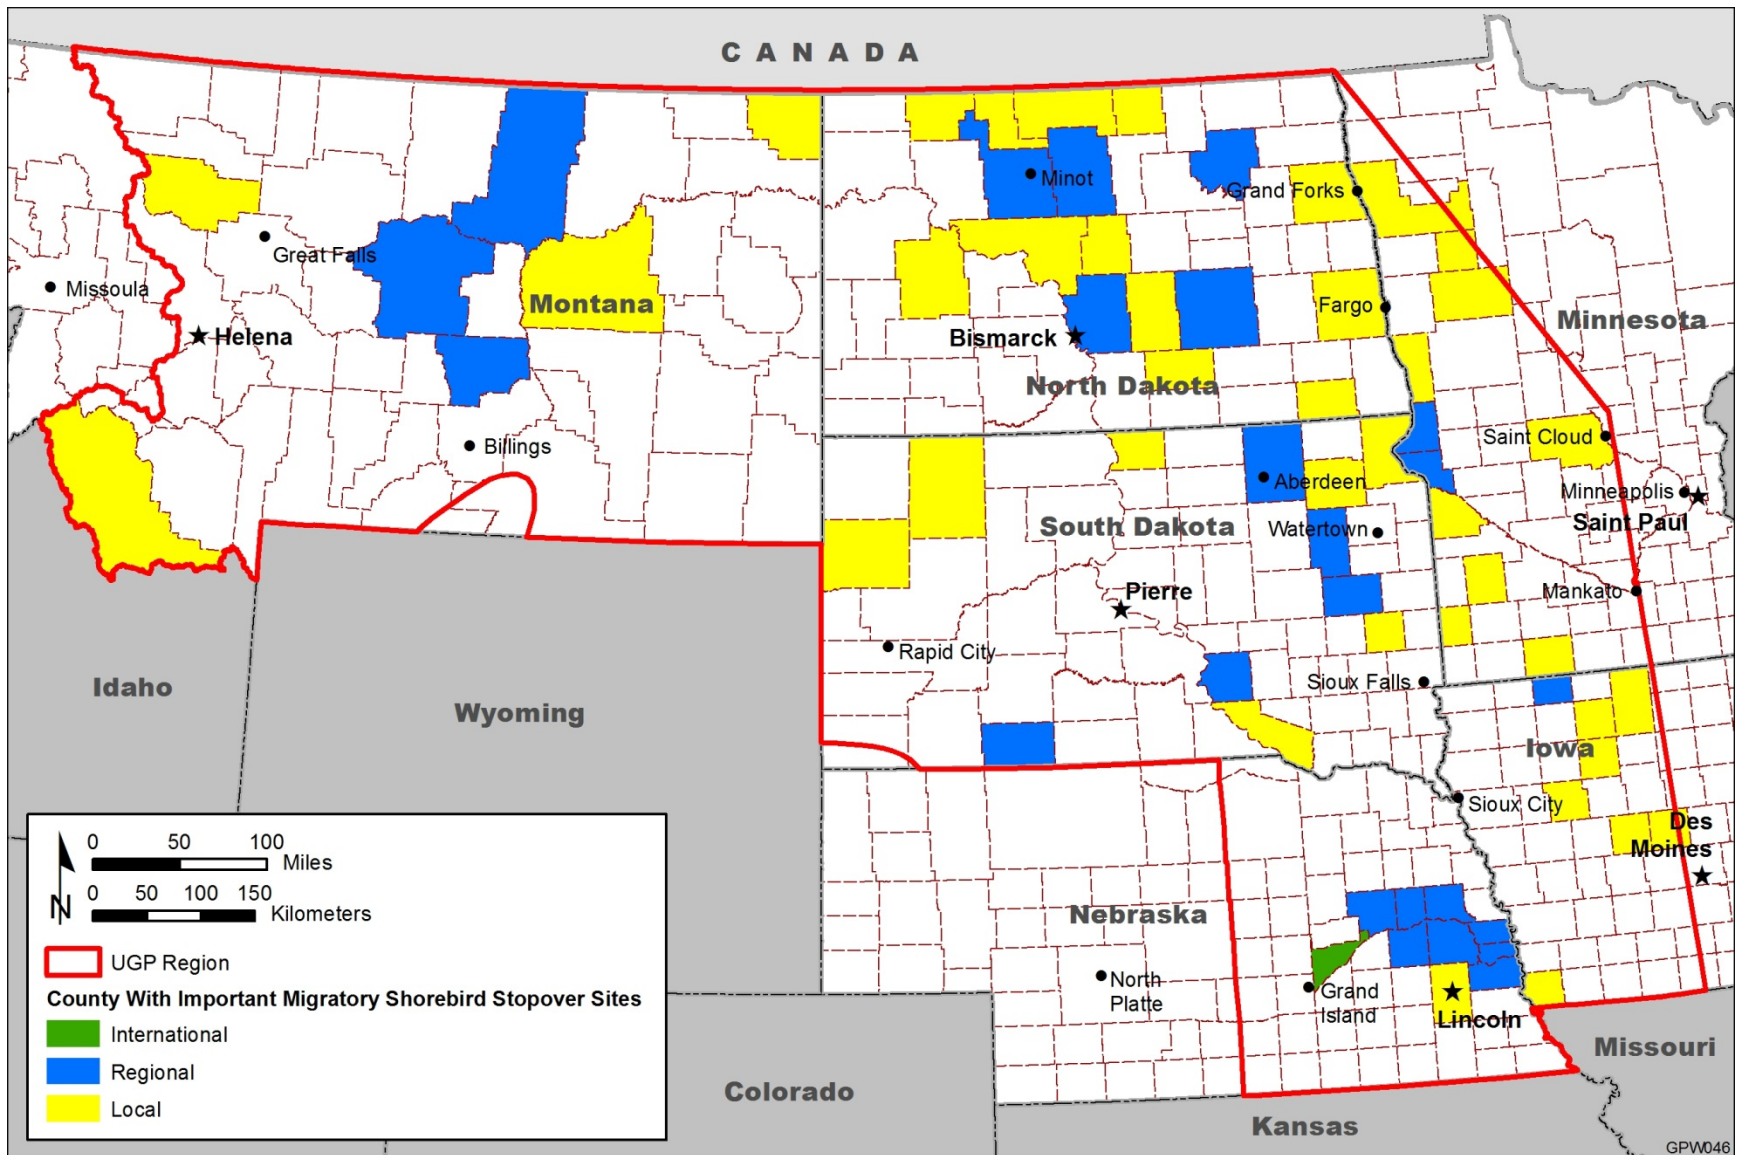 C A N A D A
Minot
Grand Forks
Great Falls
Missoula
Montana
Fargo
Minnesota
Helena
Bismarck
North Dakota
Saint Cloud
Billings
Aberdeen
Minneapolis
South Dakota
Watertown
Saint Paul
Pierre
Mankato
Rapid City
Idaho
Sioux Falls
Wyoming
Iowa
Sioux City
Des
Moines
Nebraska
North
Platte
Grand
Island
Lincoln
Missouri
Colorado
Kansas
0 50 100
Miles
0 50 100 150
Kilometers
N
UGP Region
County With Important Migratory Shorebird Stopover Sites
International
Regional
Local
GPW046